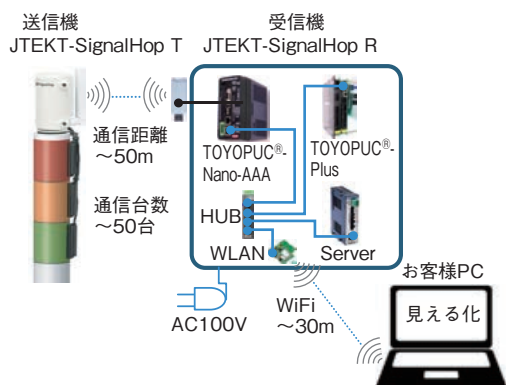 送信機
JTEKT-SignalHop T
受信機
JTEKT-SignalHop R
通信距離
～50m
通信台数
～50台
TOYOPUC®-
Nano-AAA
TOYOPUC®-
Plus
HUB
WLAN
Server
AC100V
WiFi
～30m
お客様PC
見える化